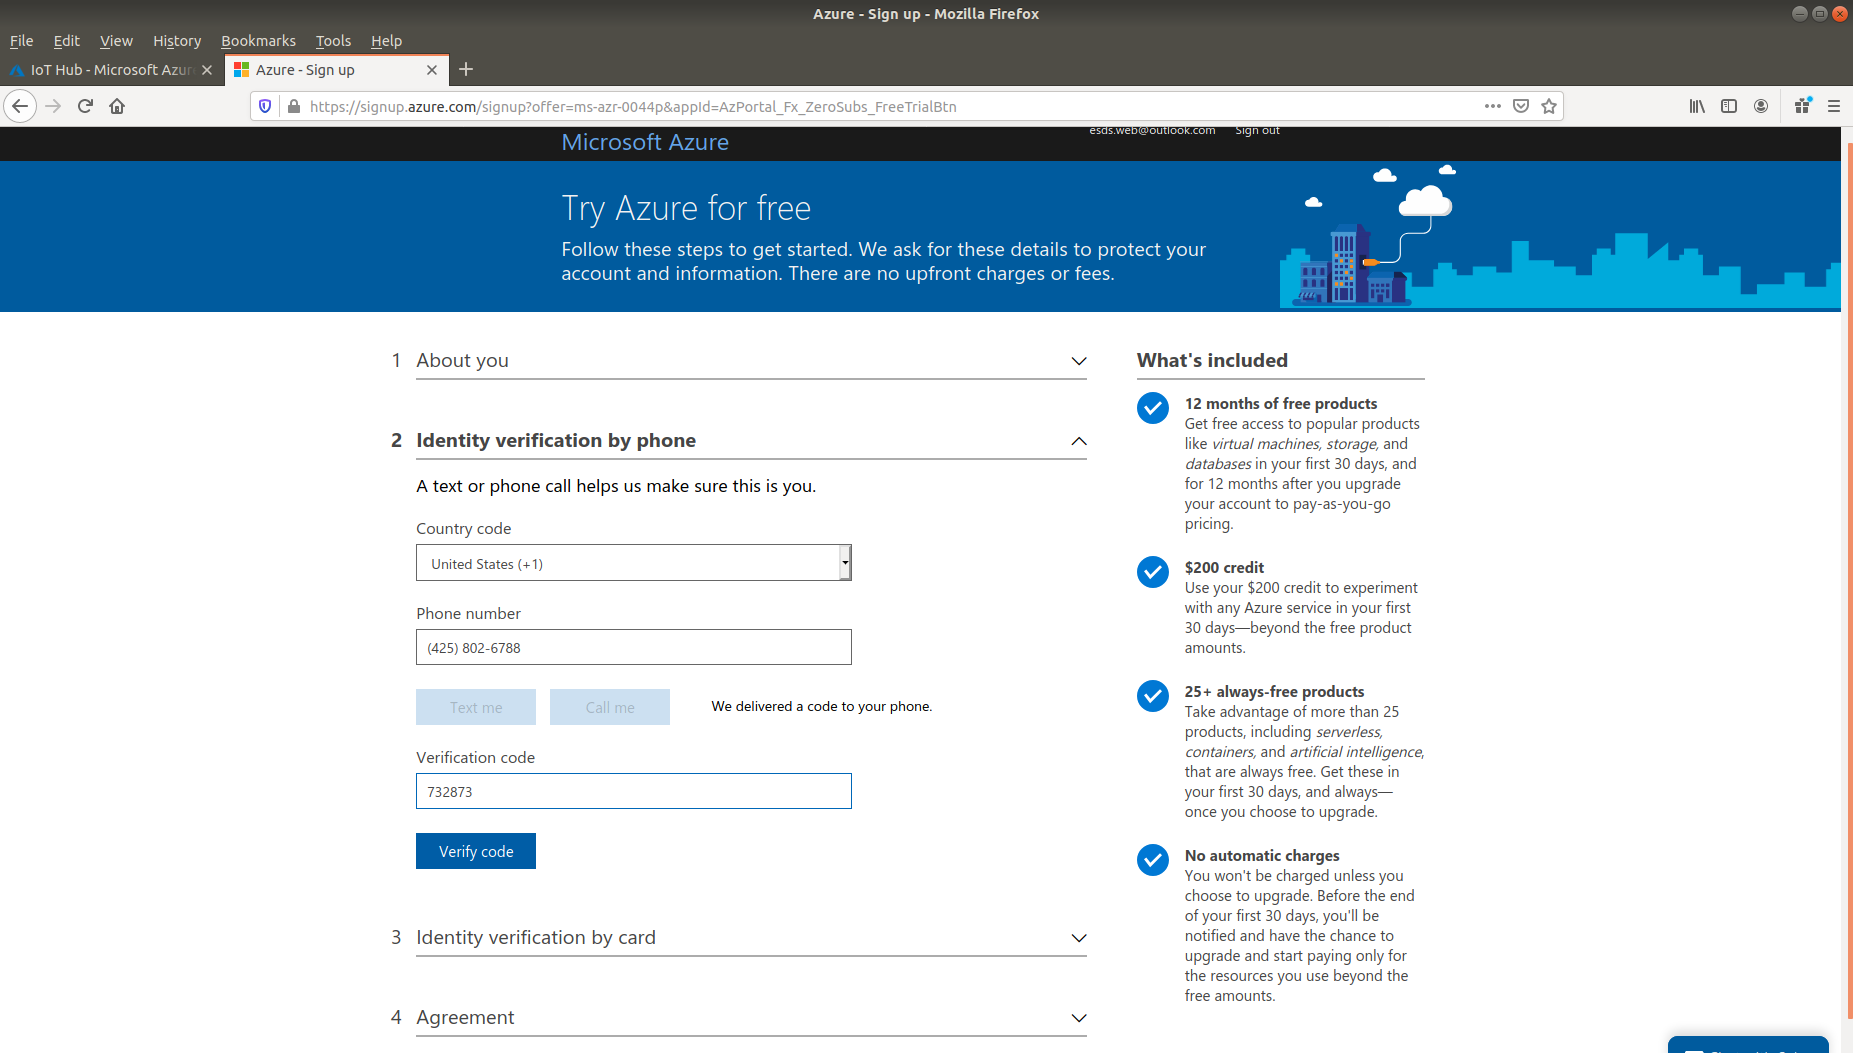 Azure - Sign up - Mozilla Firefox
File Edit View History Bookmarks Tools Help
IoT Hub - Microsoft Azur
Azure - Sign up
https://signup.azure.com/signup?offer=ms-azr-0044p&appId=AzPortal_Fx_ZeroSubs_FreeTrialBtn
Microsoft Azure
esds.web@outlook.com Sign out
Try Azure for free
Follow these steps to get started. We ask for these details to protect your
account and information. There are no upfront charges or fees.
1 About you
2 Identity verification by phone
A text or phone call helps us make sure this is you.
Country code
United States (+1)
Phone number
(425) 802-6788
Text me Call me We delivered a code to your phone.
Verification code
732873
Verify code
3 Identity verification by card
4 Agreement
What's included
12 months of free products
Get free access to popular products
like virtual machines, storage, and
databases in your first 30 days, and
for 12 months after you upgrade
your account to pay-as-you-go
pricing.
$200 credit
Use your $200 credit to experiment
with any Azure service in your first
30 days—beyond the free product
amounts.
25+ always-free products
Take advantage of more than 25
products, including serverless,
containers, and artificial intelligence,
that are always free. Get these in
your first 30 days, and always—
once you choose to upgrade.
No automatic charges
You won't be charged unless you
choose to upgrade. Before the end
of your first 30 days, you'll be
notified and have the chance to
upgrade and start paying only for
the resources you use beyond the
free amounts.